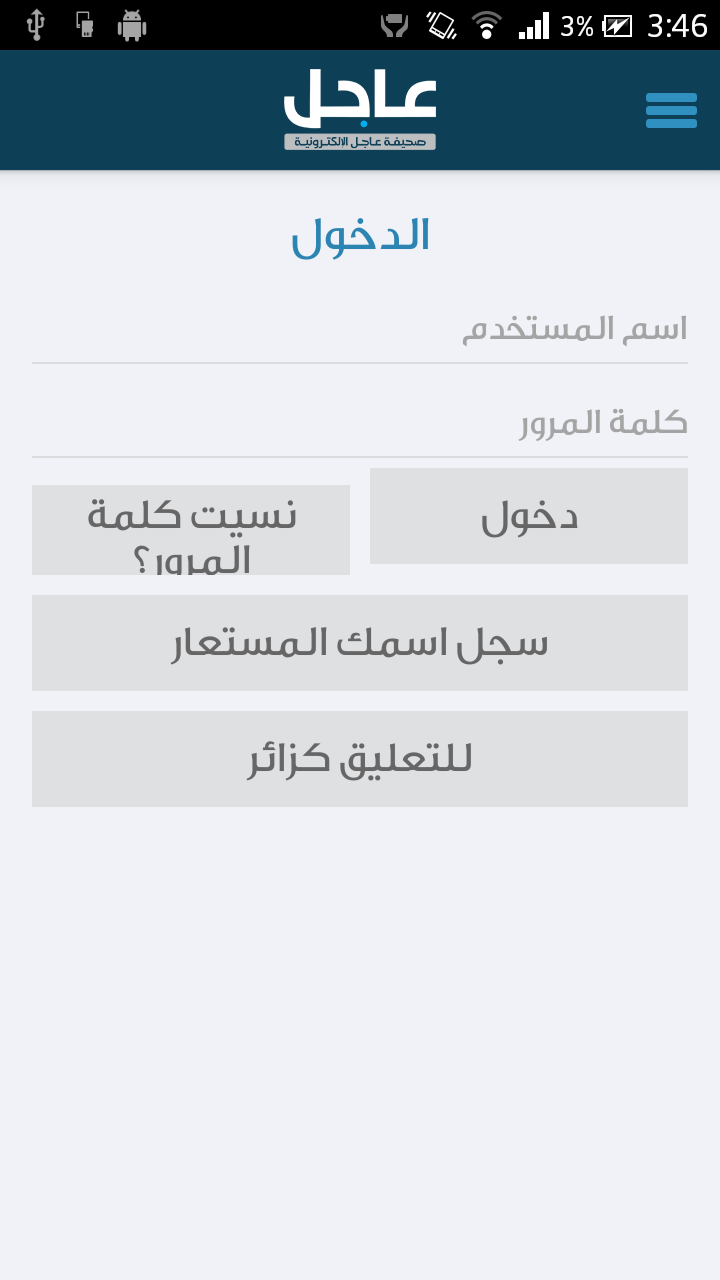 3% 3:46
عاجل
صحيفة عاجل الإلكترونية
الدخول
اسم المستخدم
كلمة المرور
دخول
نسيت كلمة
المرور؟
سجل اسمك المستعار
للتعليق كزائر